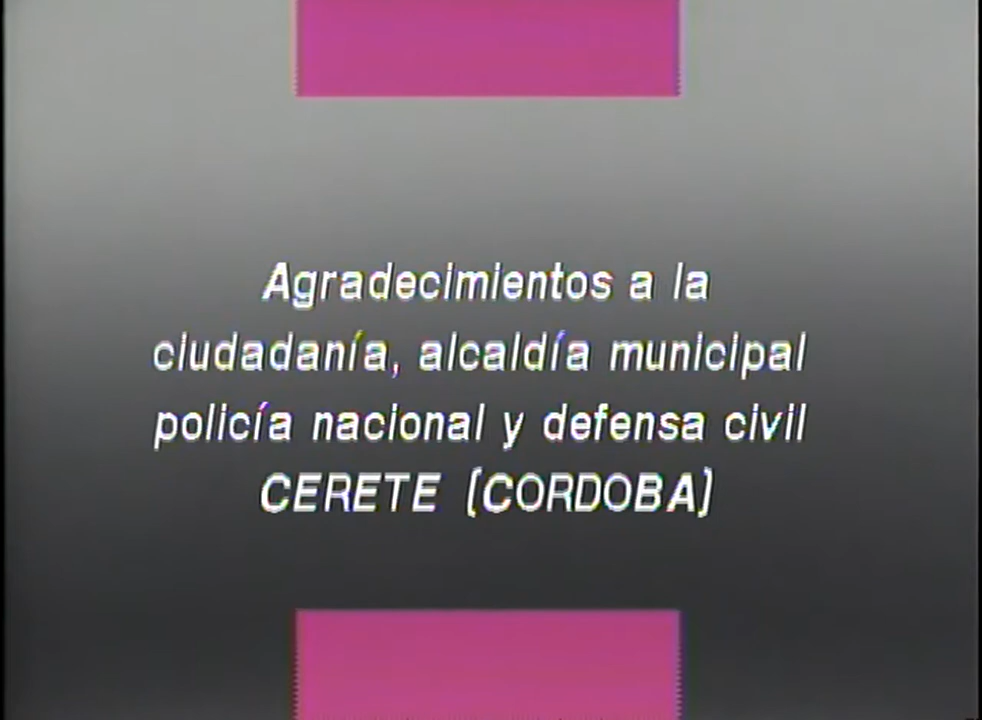 Agradecimientos a la
ciudadanía, alcaldía municipal
policía nacional y defensa civil
CERETE (CORDOBA)